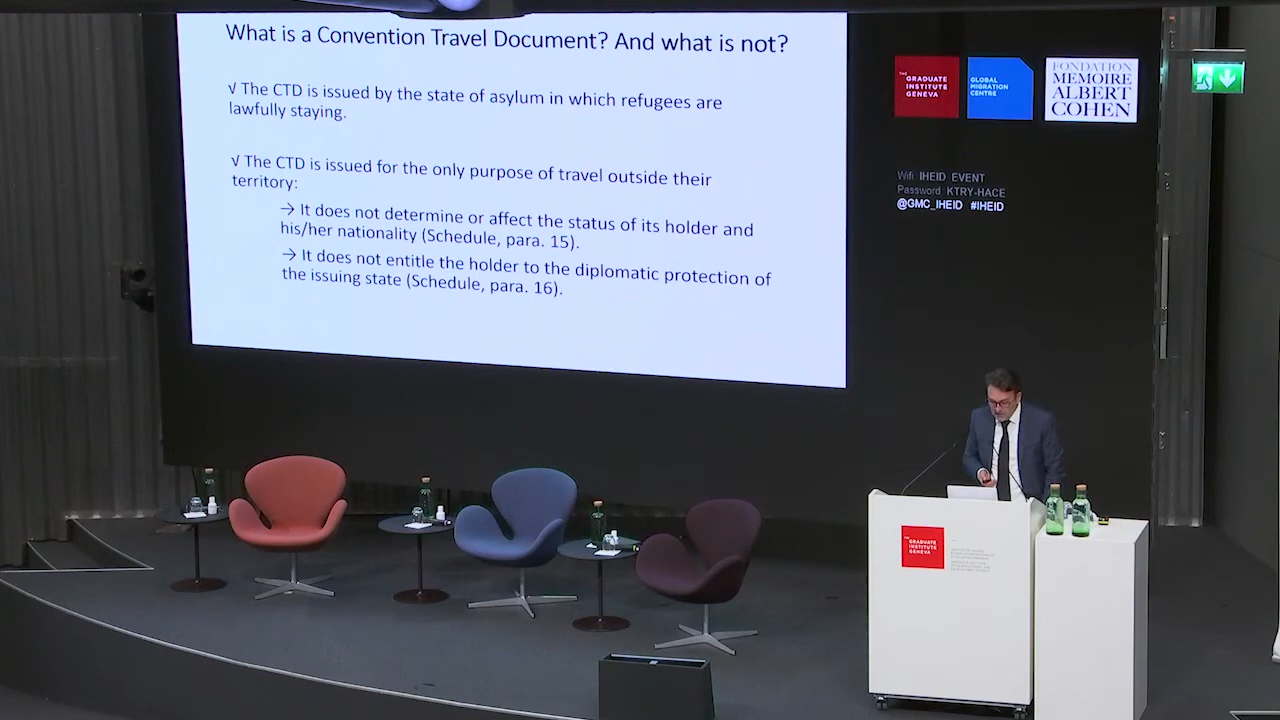 What is a Convention Travel Document? And what is not?
√ The CTD is issued by the state of asylum in which refugees are
lawfully staying.
√ The CTD is issued for the only purpose of travel outside their
territory:
→ It does not determine or affect the status of its holder and
his/her nationality (Schedule, para. 15).
→ It does not entitle the holder to the diplomatic protection of
the issuing state (Schedule, para. 16).
THE
GRADUATE
INSTITUTE
GENEVA
GLOBAL
MIGRATION
CENTRE
FONDATION
MEMOIRE
ALBERT
COHEN
Wifi: IHEID_EVENT
Password: KTRY-HACE
@GMC_IHEID #IHEID
THE
GRADUATE
INSTITUTE
GENEVA